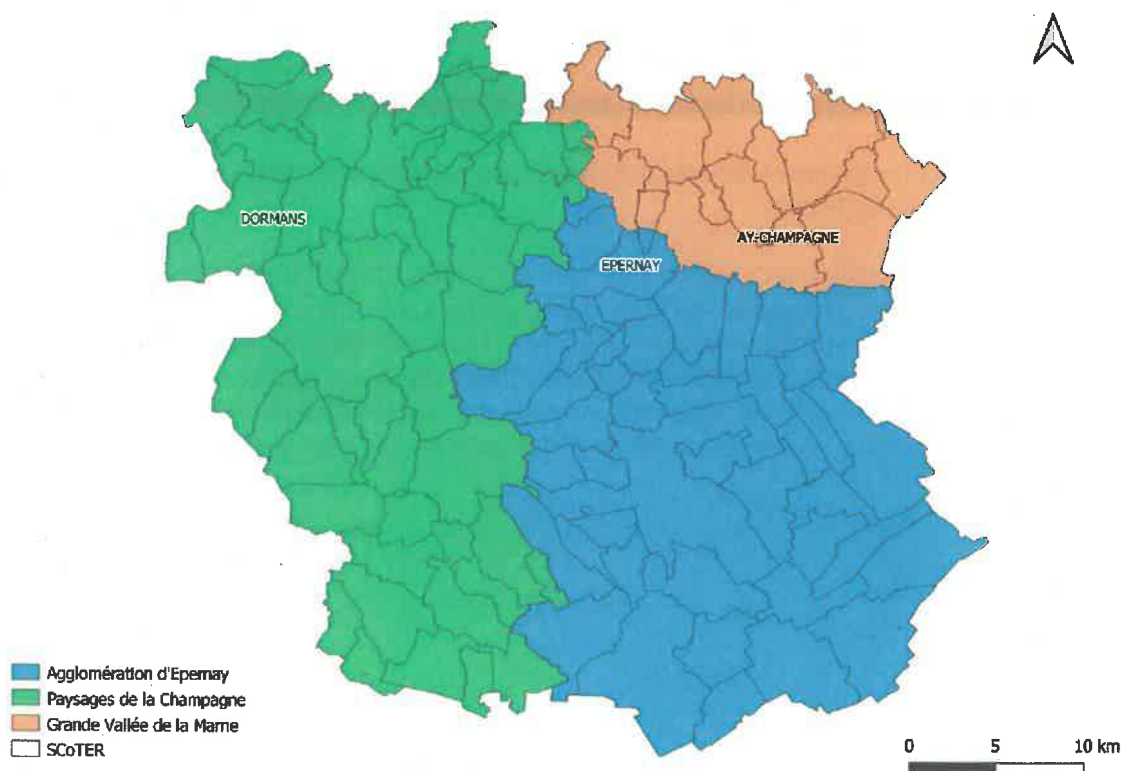 DORMANS
AY-CHAMPAGNE
EPERNAY
Agglomération d'Epernay
Paysages de la Champagne
Grande Vallée de la Marne
SCoTER
0 5 10 km